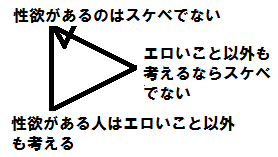 性欲があるのはスケベでない
エロいこと以外も
考えるならスケベ
でない
性欲がある人はエロいこと以外
も考える